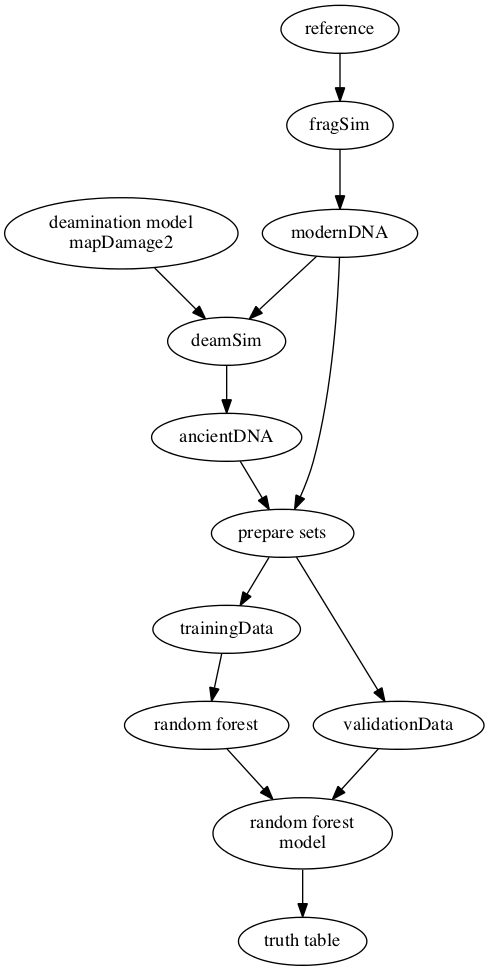 reference
fragSim
deamination model
mapDamage2
modernDNA
deamSim
ancientDNA
prepare sets
trainingData
random forest
validationData
random forest
model
truth table